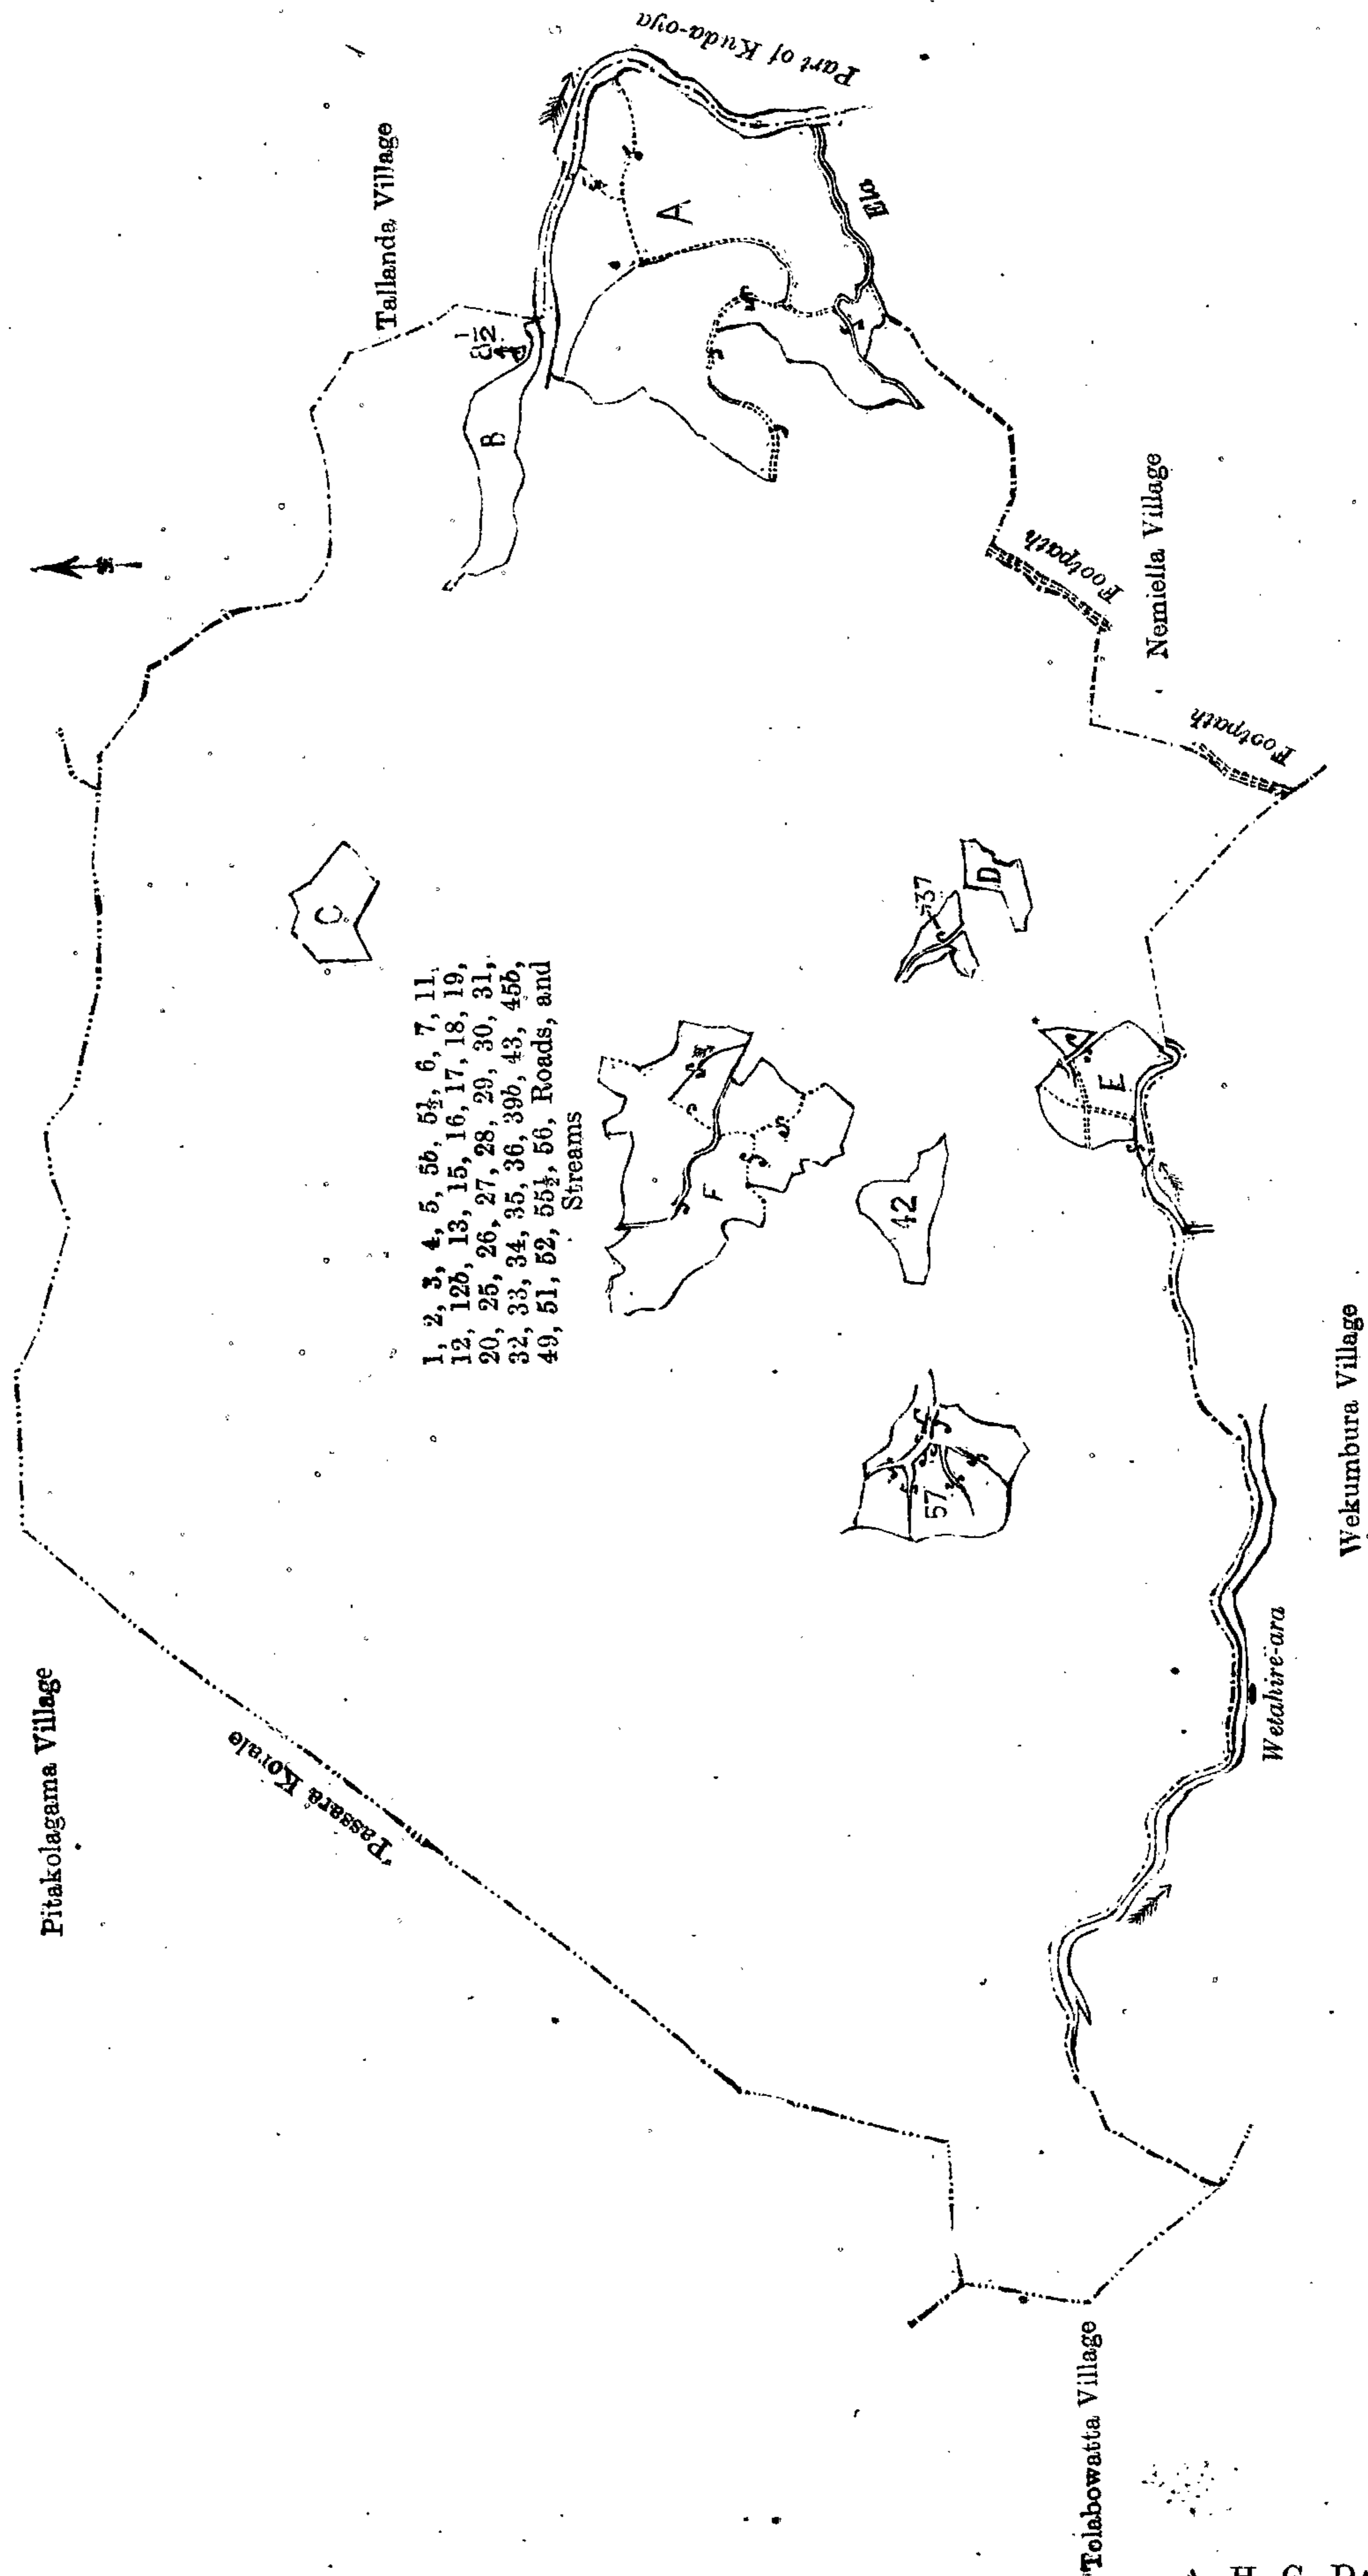 Pitakolagama Village
Passara Korale
Tallanda Village
Part of Kuda-oya
8½
B
A
Ela
C
1, 2, 3, 4, 5, 5b, 5½, 6, 7, 11,
12, 12b, 13, 15, 16, 17, 18, 19,
20, 25, 26, 27, 28, 29, 30, 31,
32, 33, 34, 35, 36, 39b, 43, 45b,
49, 51, 52, 55½, 56, Roads, and
Streams
F
42
37
D
57
E
Footpath
Footpath
Nemiella Village
Wetahire-ara
Wekumbura Village
Tolabowatta Village